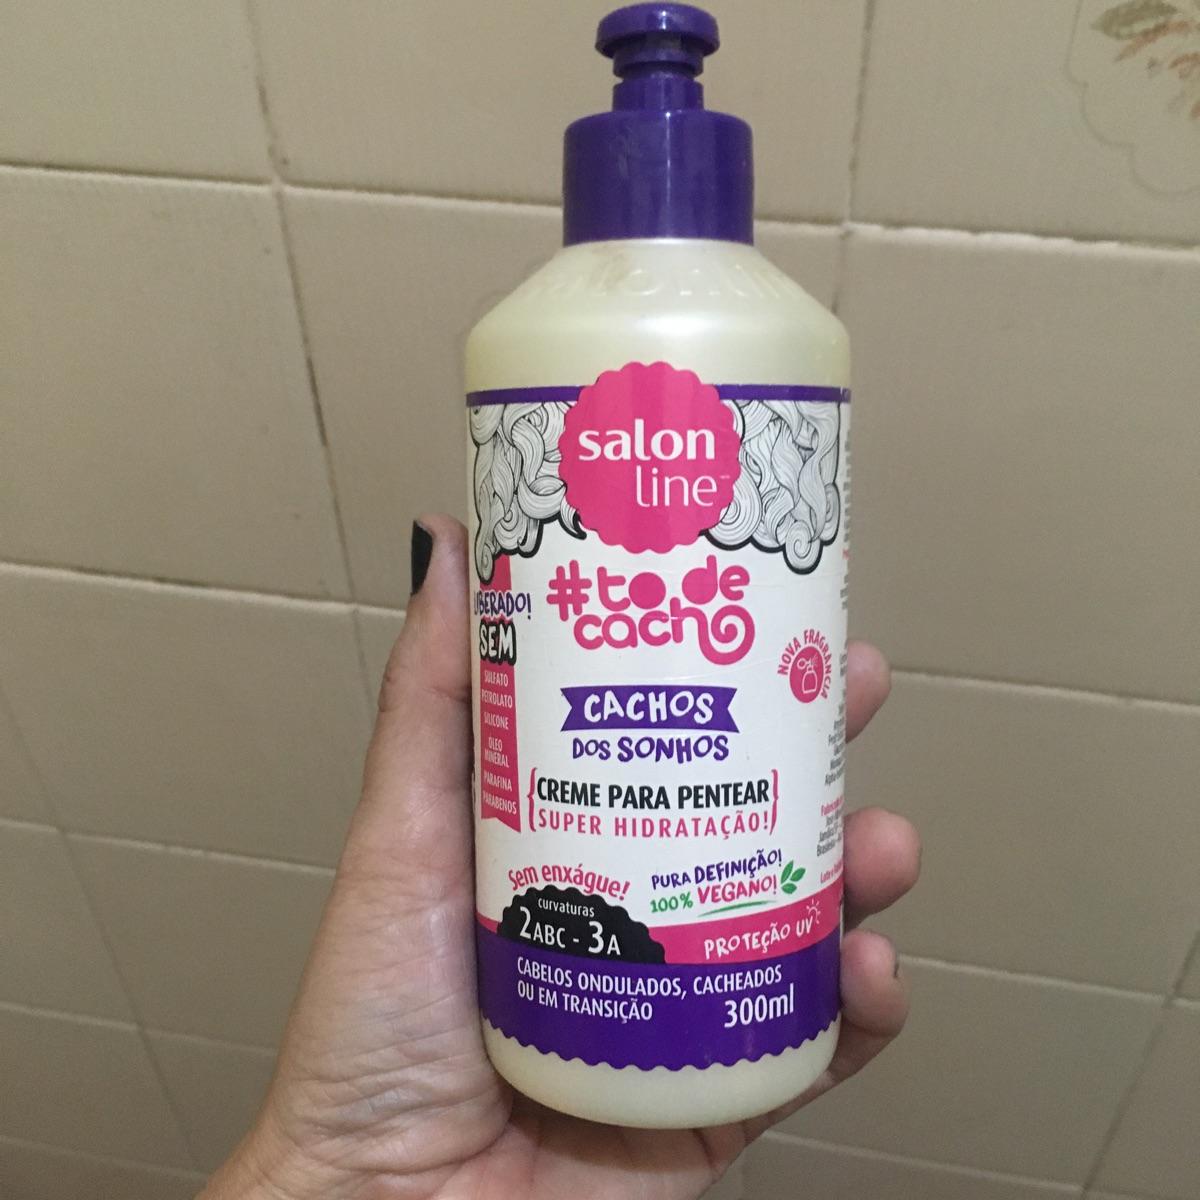 salon
line
#to de
cacho
NOVA FRAGRÂNCIA
LIBERADO!
SEM
SULFATO
PETROLATO
SILICONE
ÓLEO
MINERAL
PARAFINA
PARABENOS
CACHOS
DOS SONHOS
CREME PARA PENTEAR
SUPER HIDRATAÇÃO!
Sem enxágue!
PURA DEFINIÇÃO!
100% VEGANO!
curvaturas
2ABC - 3A
PROTEÇÃO UV
CABELOS ONDULADOS, CACHEADOS
OU EM TRANSIÇÃO
300ml